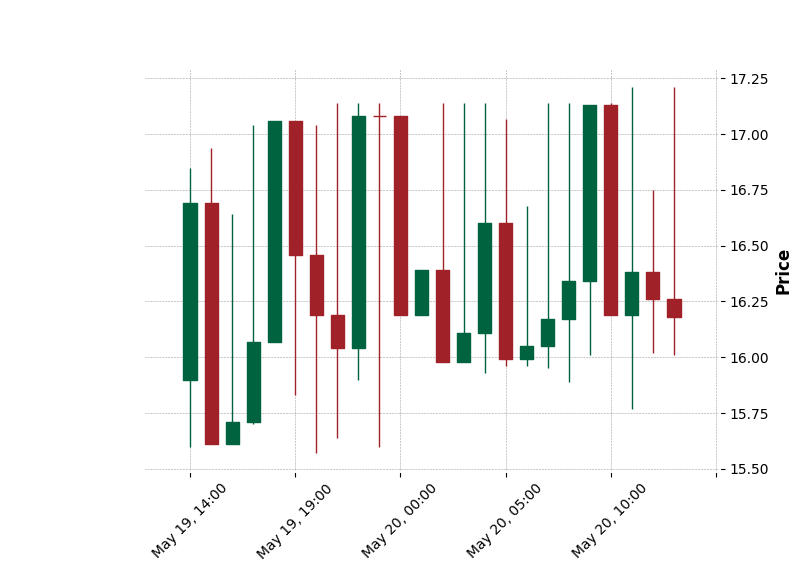 17.25
17.00
16.75
16.50
16.25
16.00
15.75
15.50
Price
May 19, 14:00
May 19, 19:00
May 20, 00:00
May 20, 05:00
May 20, 10:00